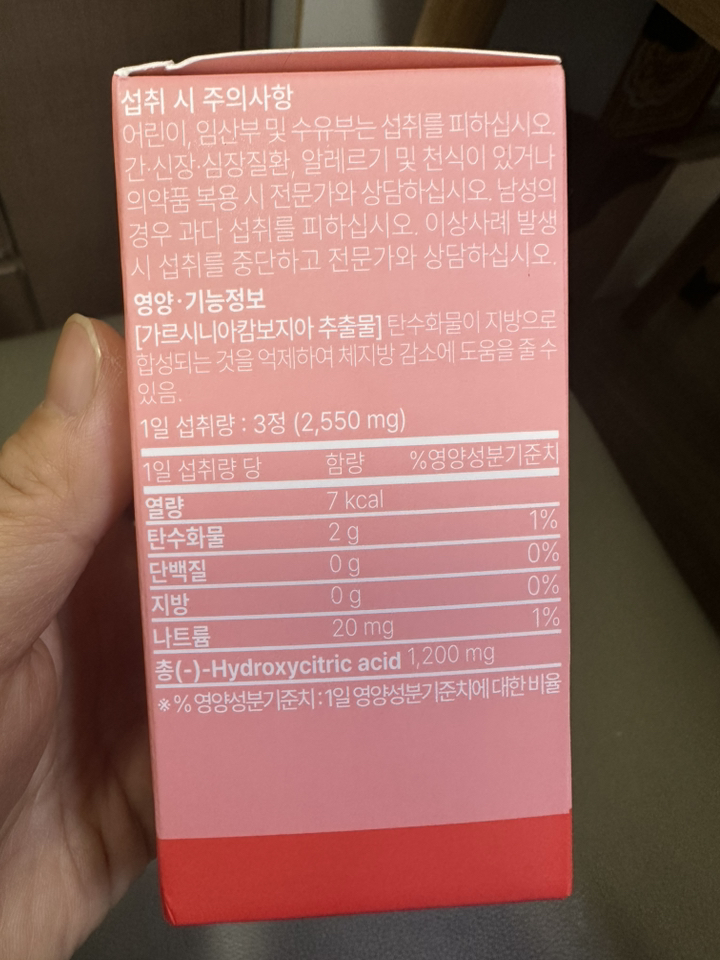 섭취 시 주의사항
어린이, 임산부 및 수유부는 섭취를 피하십시오.
간·신장·심장질환, 알레르기 및 천식이 있거나
의약품 복용 시 전문가와 상담하십시오. 남성의
경우 과다 섭취를 피하십시오. 이상사례 발생
시 섭취를 중단하고 전문가와 상담하십시오.
영양·기능정보
[가르시니아캄보지아 추출물] 탄수화물이 지방으로
합성되는 것을 억제하여 체지방 감소에 도움을 줄 수
있음.
1일 섭취량 : 3정 (2,550 mg)
1일 섭취량 당 함량 %영양성분기준치
열량 7 kcal
탄수화물 2 g 1%
단백질 0 g 0%
지방 0 g 0%
나트륨 20 mg 1%
총(-)-Hydroxycitric acid 1,200 mg
※ % 영양성분기준치 : 1일 영양성분기준치에 대한 비율